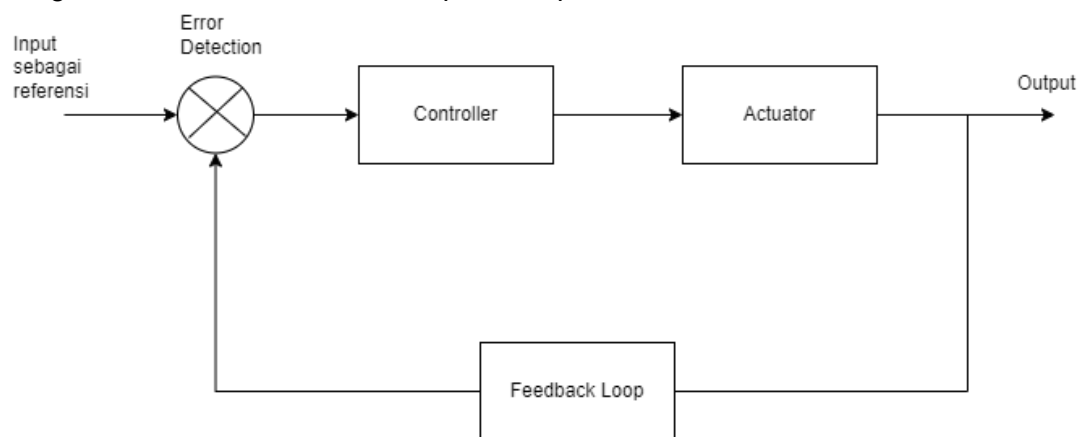 Error
Detection
Input
sebagai
referensi
Controller
Actuator
Output
Feedback Loop